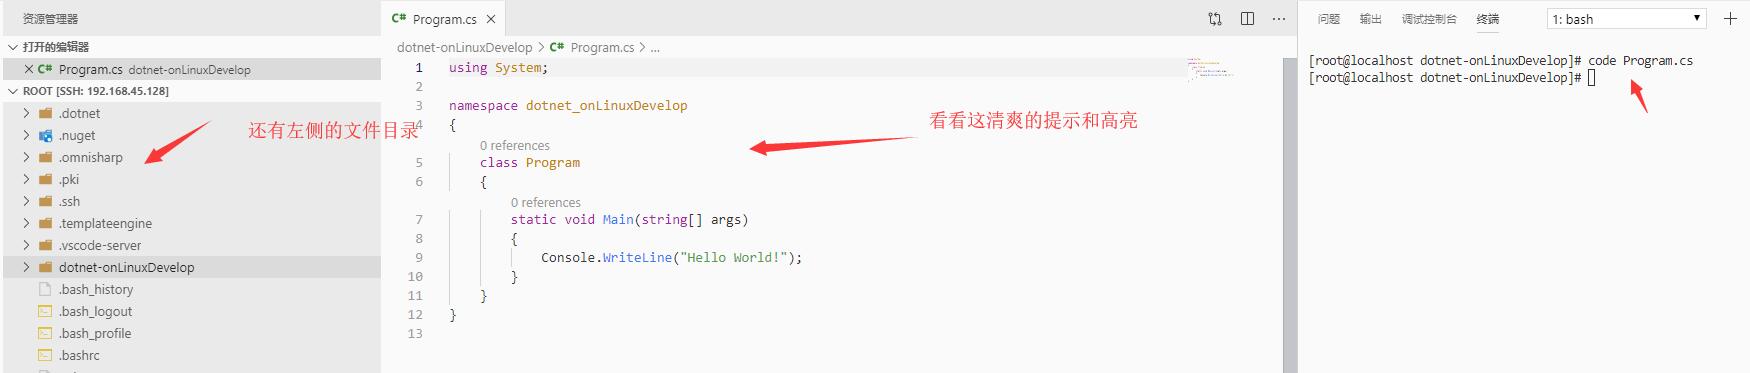 资源管理器
打开的编辑器
Program.cs dotnet-onLinuxDevelop
ROOT [SSH: 192.168.45.128]
.dotnet
.nuget
.omnisharp
.pki
.ssh
.templateengine
.vscode-server
dotnet-onLinuxDevelop
.bash_history
.bash_logout
.bash_profile
.bashrc
还有左侧的文件目录
C# Program.cs
dotnet-onLinuxDevelop > C# Program.cs > ...
1 using System;
2
3 namespace dotnet_onLinuxDevelop
4 {
0 references
5 class Program
6 {
0 references
7 static void Main(string[] args)
8 {
9 Console.WriteLine("Hello World!");
10 }
11 }
12 }
13
看看这清爽的提示和高亮
问题 输出 调试控制台 终端 1: bash
[root@localhost dotnet-onLinuxDevelop]# code Program.cs
[root@localhost dotnet-onLinuxDevelop]#